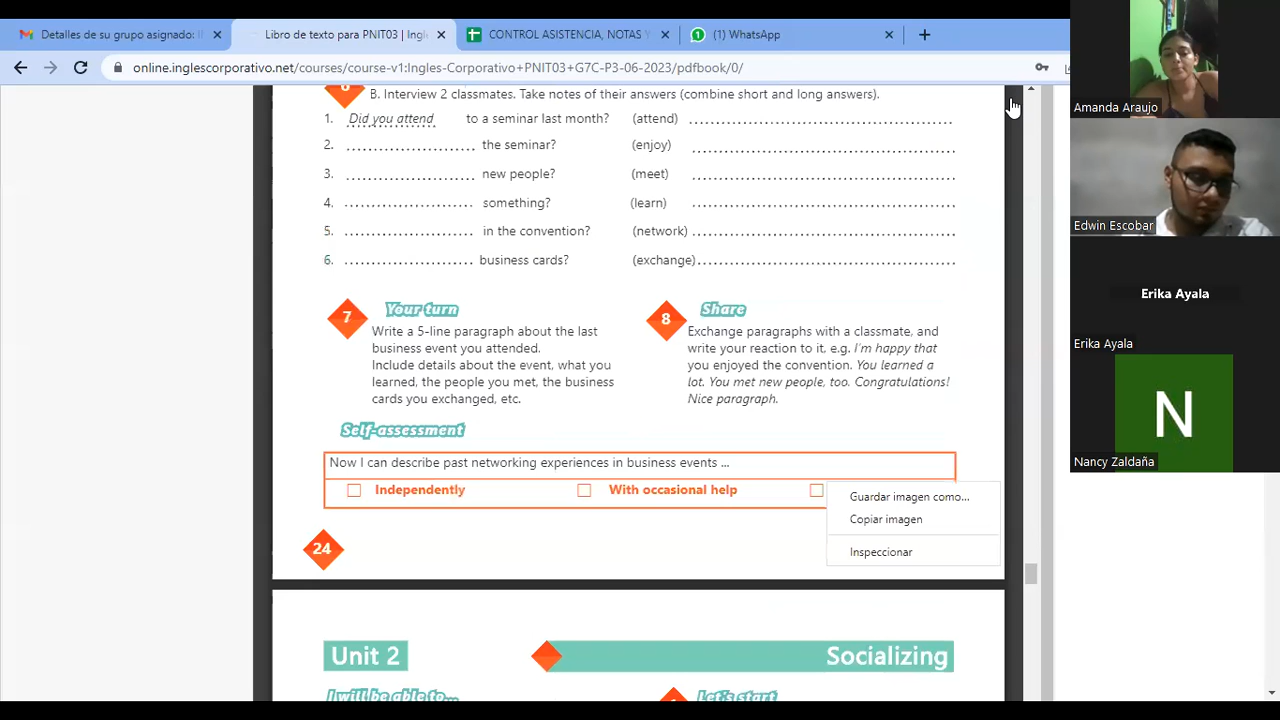 Detalles de su grupo asignado: I
Libro de texto para PNIT03 | Ingl
CONTROL ASISTENCIA, NOTAS Y
(1) WhatsApp
online.inglescorporativo.net/courses/course-v1:Ingles-Corporativo+PNIT03+G7C-P3-06-2023/pdfbook/0/
6 B. Interview 2 classmates. Take notes of their answers (combine short and long answers).
1. Did you attend to a seminar last month? (attend)
2. the seminar? (enjoy)
3. new people? (meet)
4. something? (learn)
5. in the convention? (network)
6. business cards? (exchange)
7 Your turn
Write a 5-line paragraph about the last
business event you attended.
Include details about the event, what you
learned, the people you met, the business
cards you exchanged, etc.
8 Share
Exchange paragraphs with a classmate, and
write your reaction to it, e.g. I'm happy that
you enjoyed the convention. You learned a
lot. You met new people, too. Congratulations!
Nice paragraph.
Self-assessment
Now I can describe past networking experiences in business events ...
Independently
With occasional help
Guardar imagen como...
Copiar imagen
Inspeccionar
24
Unit 2
Socializing
I will be able to...
Let's start
Amanda Araujo
Edwin Escobar
Erika Ayala
Erika Ayala
N
Nancy Zaldaña